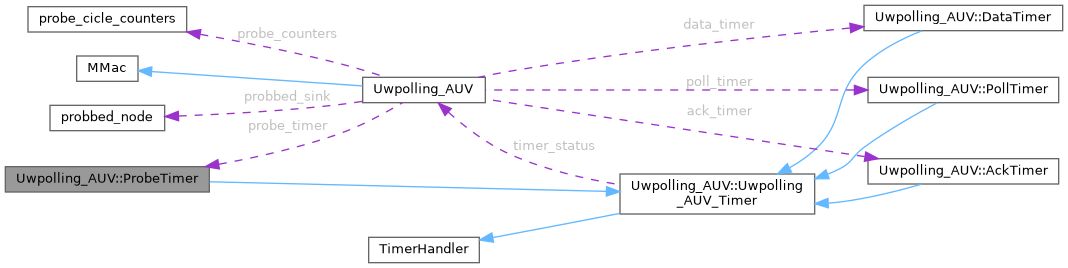 probe_cicle_counters
probe_counters
data_timer
Uwpolling_AUV::DataTimer
MMac
Uwpolling_AUV
poll_timer
Uwpolling_AUV::PollTimer
probbed_sink
probbed_node
probe_timer
ack_timer
timer_status
Uwpolling_AUV::AckTimer
Uwpolling_AUV::ProbeTimer
Uwpolling_AUV::Uwpolling
_AUV_Timer
TimerHandler